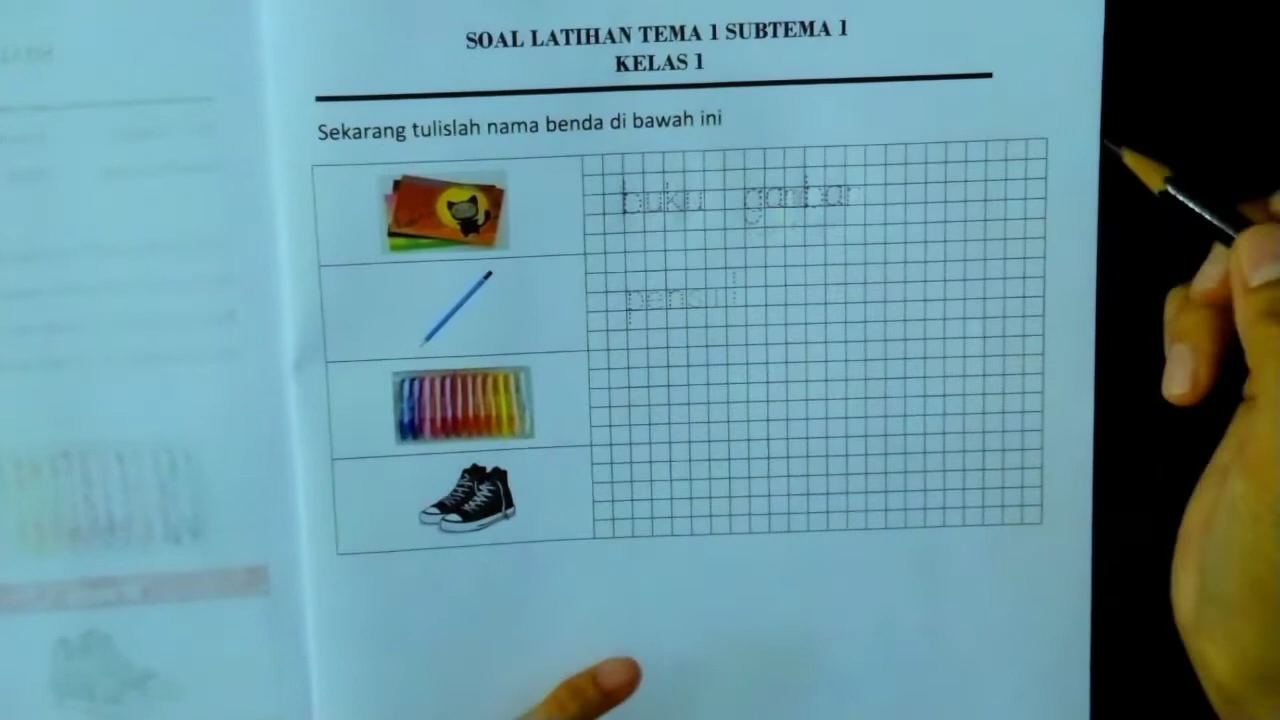 SOAL LATIHAN TEMA 1 SUBTEMA 1
KELAS 1
Sekarang tulislah nama benda di bawah ini
buku gambar
pensil